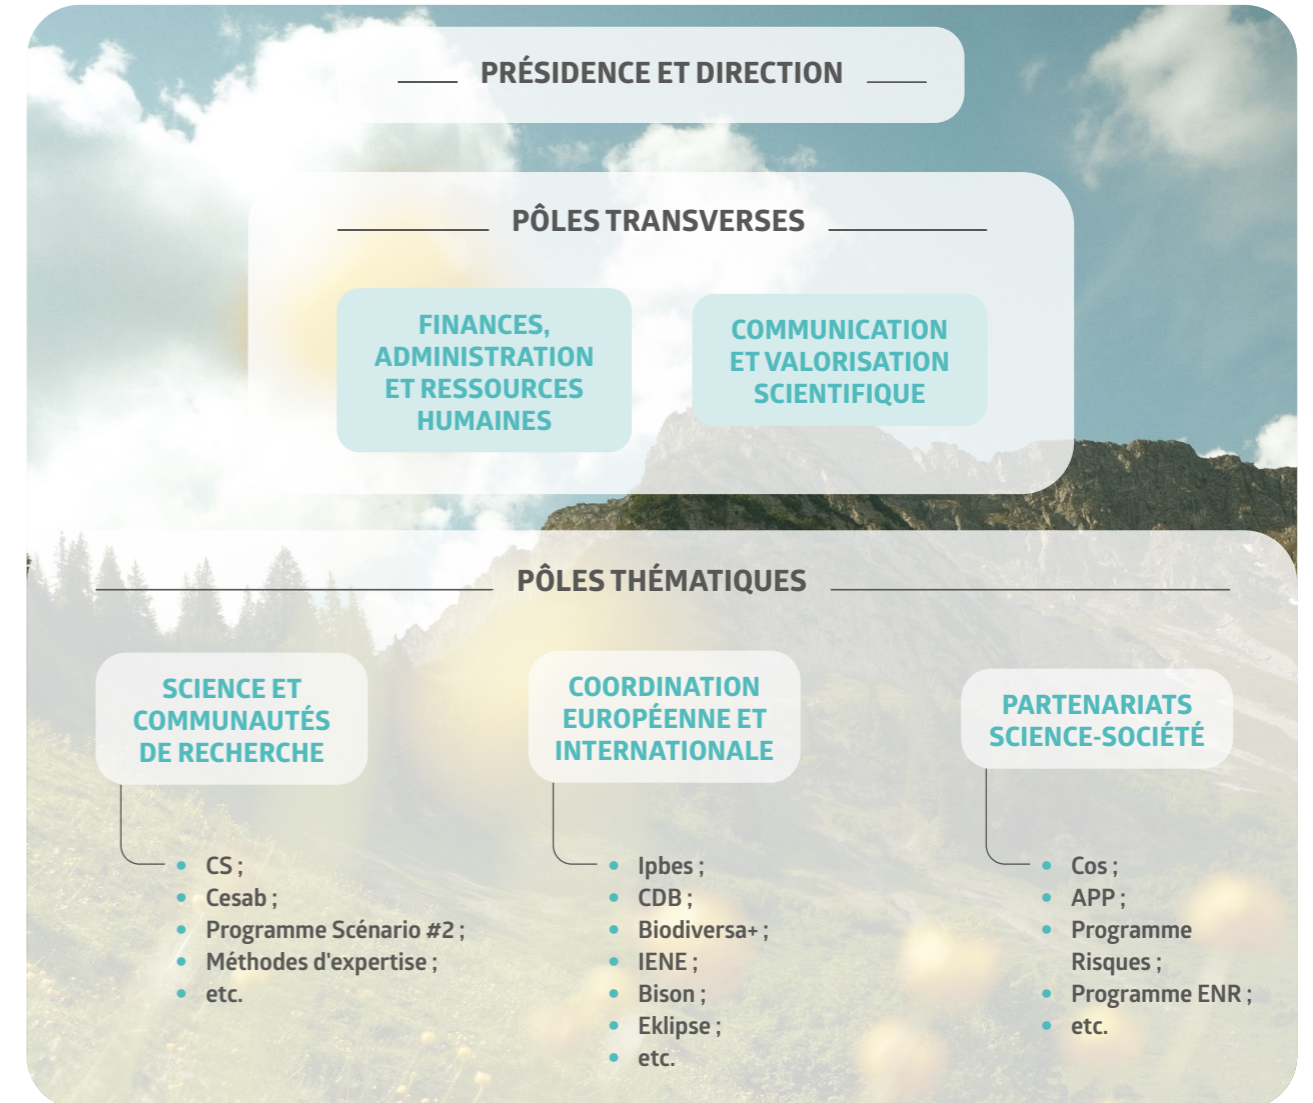 PRÉSIDENCE ET DIRECTION
PÔLES TRANSVERSES
FINANCES,
ADMINISTRATION
ET RESSOURCES
HUMAINES
COMMUNICATION
ET VALORISATION
SCIENTIFIQUE
PÔLES THÉMATIQUES
SCIENCE ET
COMMUNAUTÉS
DE RECHERCHE
• CS ;
• Cesab ;
• Programme Scénario #2 ;
• Méthodes d'expertise ;
• etc.
COORDINATION
EUROPÉENNE ET
INTERNATIONALE
• Ipbes ;
• CDB ;
• Biodiversa+ ;
• IENE ;
• Bison ;
• Eklipse ;
• etc.
PARTENARIATS
SCIENCE-SOCIÉTÉ
• Cos ;
• APP ;
• Programme
Risques ;
• Programme ENR ;
• etc.